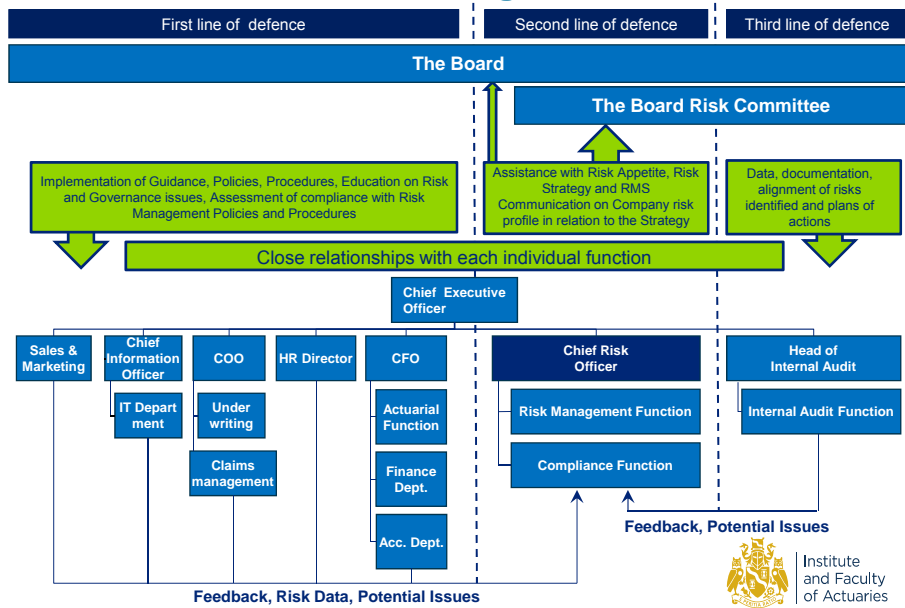 First line of defence
Second line of defence
Third line of defence
The Board
The Board Risk Committee
Implementation of Guidance, Policies, Procedures, Education on Risk
and Governance issues, Assessment of compliance with Risk
Management Policies and Procedures
Assistance with Risk Appetite, Risk
Strategy and RMS
Communication on Company risk
profile in relation to the Strategy
Data, documentation,
alignment of risks
identified and plans of
actions
Close relationships with each individual function
Chief Executive
Officer
Sales &
Marketing
Chief
Information
Officer
COO
HR Director
CFO
Chief Risk
Officer
Head of
Internal Audit
IT Depart
ment
Under
writing
Actuarial
Function
Risk Management Function
Internal Audit Function
Claims
management
Finance
Dept.
Compliance Function
Acc. Dept.
Feedback, Potential Issues
Feedback, Risk Data, Potential Issues
Institute
and Faculty
of Actuaries